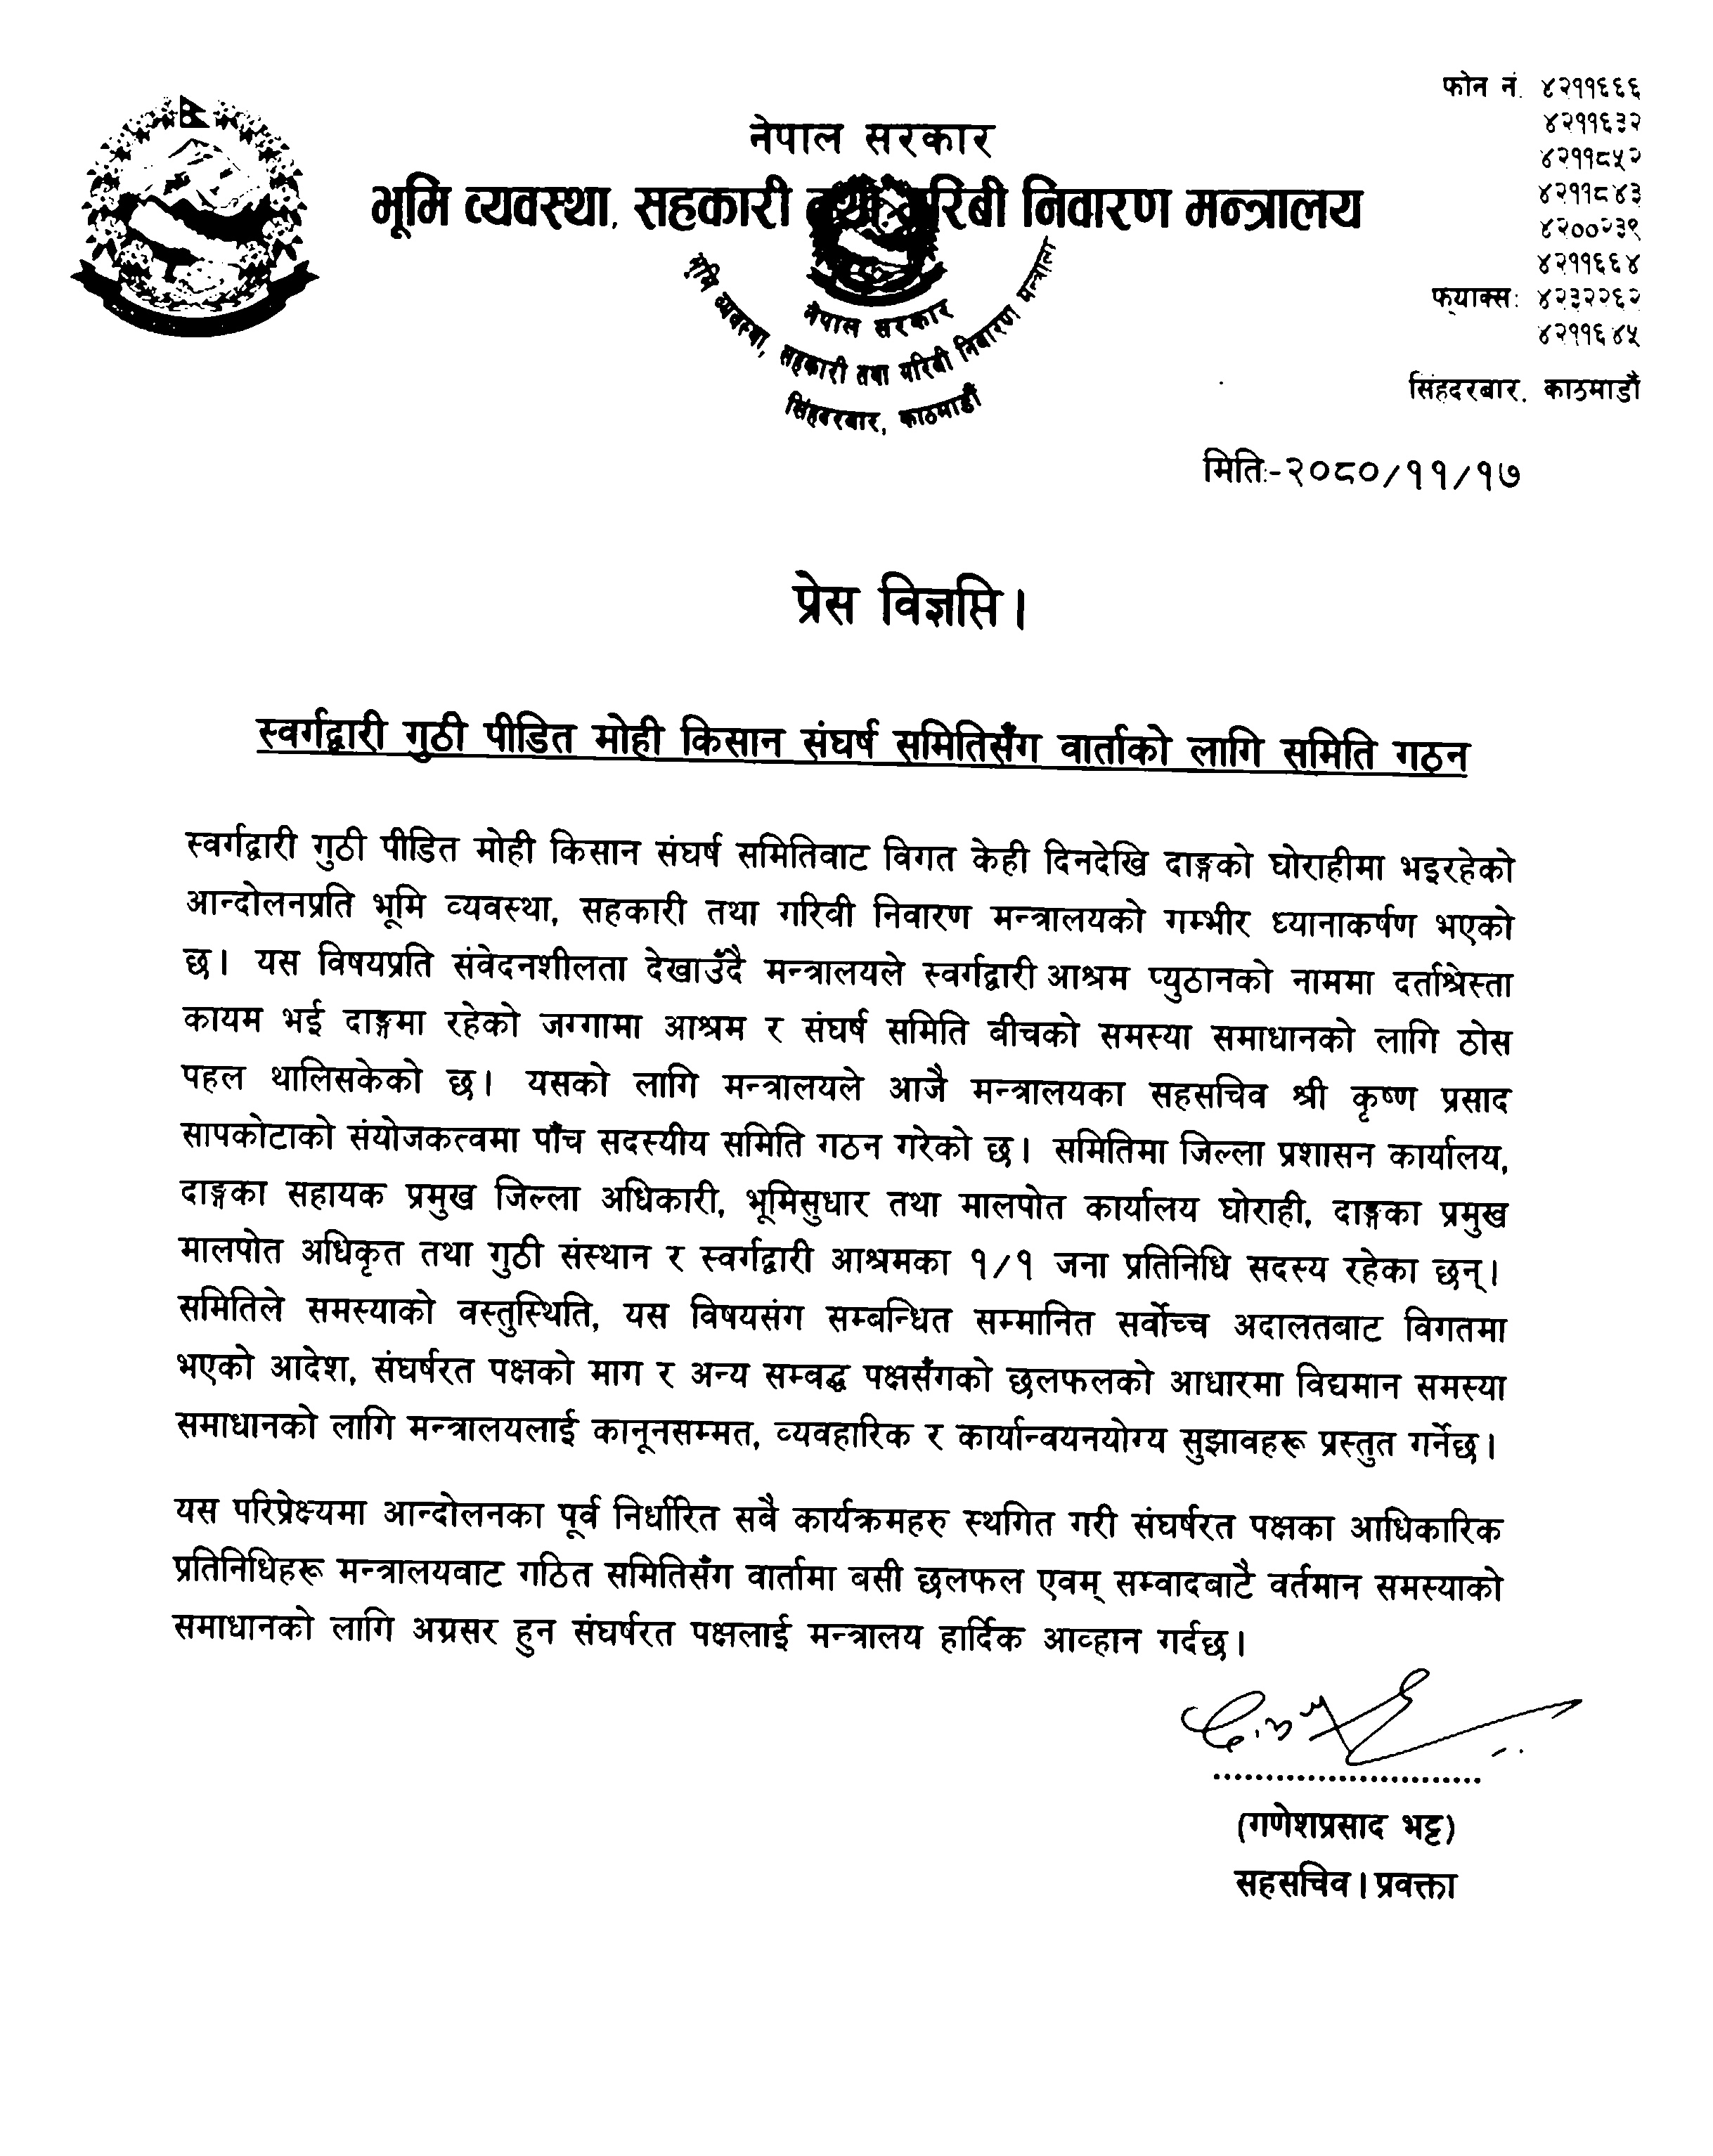 फोन नं. ४२११६६६
४२११६३२
४२११८५२
४२११८४३
४२००२३९
४२११६६४
फ्याक्सः ४२३२२६२
४२११६४५
सिंहदरबार, काठमाडौं
नेपाल सरकार
भूमि व्यवस्था, सहकारी तथा गरिबी निवारण मन्त्रालय
नेपाल सरकार
भूमि व्यवस्था, सहकारी तथा गरिबी निवारण मन्त्रालय
सिंहदरबार, काठमाडौं
मितिः-२०८०/११/१७
प्रेस विज्ञप्ति।
स्वर्गद्वारी गुठी पीडित मोही किसान संघर्ष समितिसँग वार्ताको लागि समिति गठन
स्वर्गद्वारी गुठी पीडित मोही किसान संघर्ष समितिवाट विगत केही दिनदेखि दाङ्गको घोराहीमा भइरहेको
आन्दोलनप्रति भूमि व्यवस्था, सहकारी तथा गरिवी निवारण मन्त्रालयको गम्भीर ध्यानाकर्षण भएको
छ। यस विषयप्रति संवेदनशीलता देखाउँदै मन्त्रालयले स्वर्गद्वारी आश्रम प्युठानको नाममा दर्ताश्रेस्ता
कायम भई दाङ्गमा रहेको जग्गामा आश्रम र संघर्ष समिति बीचको समस्या समाधानको लागि ठोस
पहल थालिसकेको छ। यसको लागि मन्त्रालयले आजै मन्त्रालयका सहसचिव श्री कृष्ण प्रसाद
सापकोटाको संयोजकत्वमा पाँच सदस्यीय समिति गठन गरेको छ। समितिमा जिल्ला प्रशासन कार्यालय,
दाङ्गका सहायक प्रमुख जिल्ला अधिकारी, भूमिसुधार तथा मालपोत कार्यालय घोराही, दाङ्गका प्रमुख
मालपोत अधिकृत तथा गुठी संस्थान र स्वर्गद्वारी आश्रमका १/१ जना प्रतिनिधि सदस्य रहेका छन्।
समितिले समस्याको वस्तुस्थिति, यस विषयसंग सम्बन्धित सम्मानित सर्वोच्च अदालतबाट विगतमा
भएको आदेश, संघर्षरत पक्षको माग र अन्य सम्वद्ध पक्षसँगको छलफलको आधारमा विद्यमान समस्या
समाधानको लागि मन्त्रालयलाई कानूनसम्मत, व्यवहारिक र कार्यान्वयनयोग्य सुझावहरू प्रस्तुत गर्नेछ।
यस परिप्रेक्ष्यमा आन्दोलनका पूर्व निर्धारित सवै कार्यक्रमहरु स्थगित गरी संघर्षरत पक्षका आधिकारिक
प्रतिनिधिहरू मन्त्रालयबाट गठित समितिसँग वार्तामा बसी छलफल एवम् सम्वादबाटै वर्तमान समस्याको
समाधानको लागि अग्रसर हुन संघर्षरत पक्षलाई मन्त्रालय हार्दिक आव्हान गर्दछ।
(गणेशप्रसाद भट्ट)
सहसचिव। प्रवक्ता